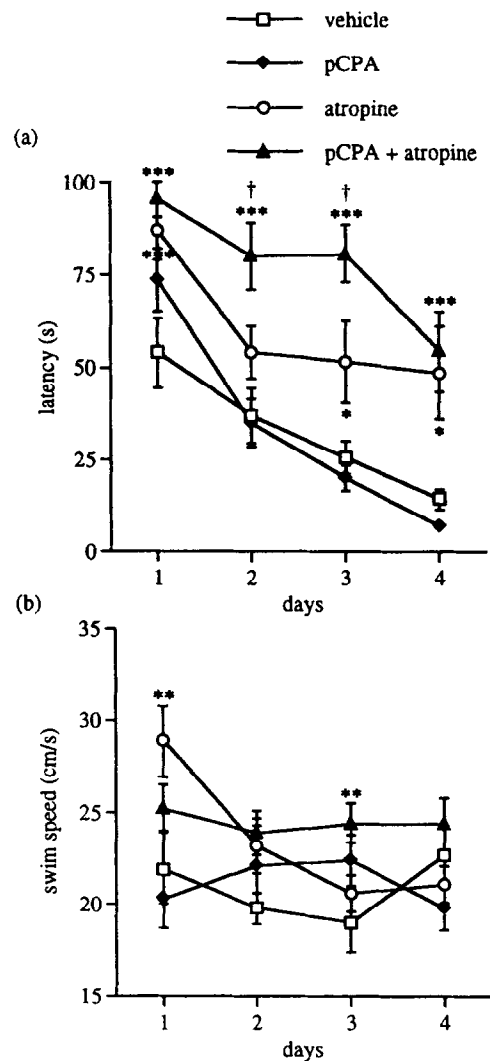 vehicle
pCPA
atropine
pCPA + atropine
(a)
***
†
***
†
***
***
***
*
*
100
75
50
25
0
latency (s)
1 2 3 4
days
(b)
35
30
25
20
15
swim speed (cm/s)
**
**
1 2 3 4
days